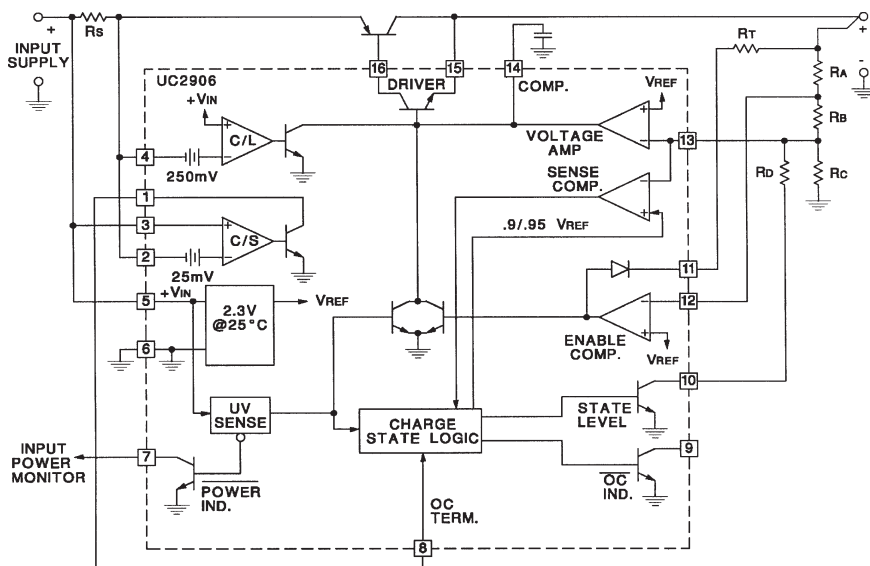 +
RS
INPUT
SUPPLY
+
-
RT
RA
RB
RC
RD
UC2906
16
DRIVER
15
14
COMP.
+VIN
C/L
+
-
4
250mV
VREF
+
-
VOLTAGE
AMP
13
SENSE
COMP.
-
+
.9/.95 VREF
1
3
+
C/S
2
-
25mV
+VIN
5
2.3V
@25°C
VREF
6
11
12
-
+
ENABLE
COMP.
VREF
10
STATE
LEVEL
UV
SENSE
CHARGE
STATE LOGIC
9
OC
IND.
INPUT
POWER
MONITOR
7
POWER
IND.
OC
TERM.
8